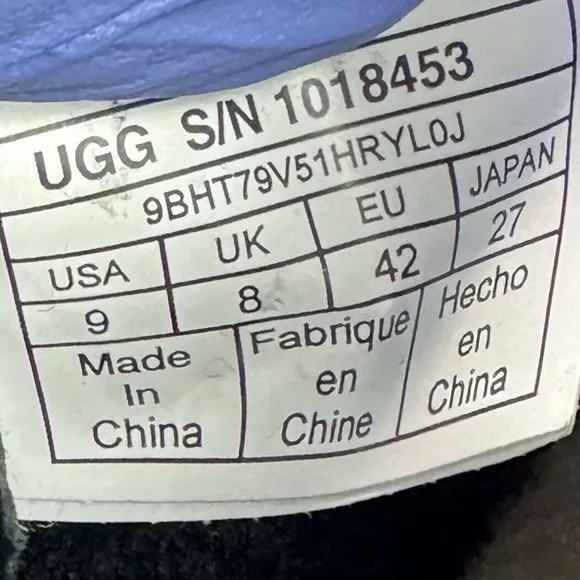 UGG S/N 1018453
9BHT79V51HRYL0J
USA UK EU JAPAN
9 8 42 27
Made In China
Fabrique en Chine
Hecho en China